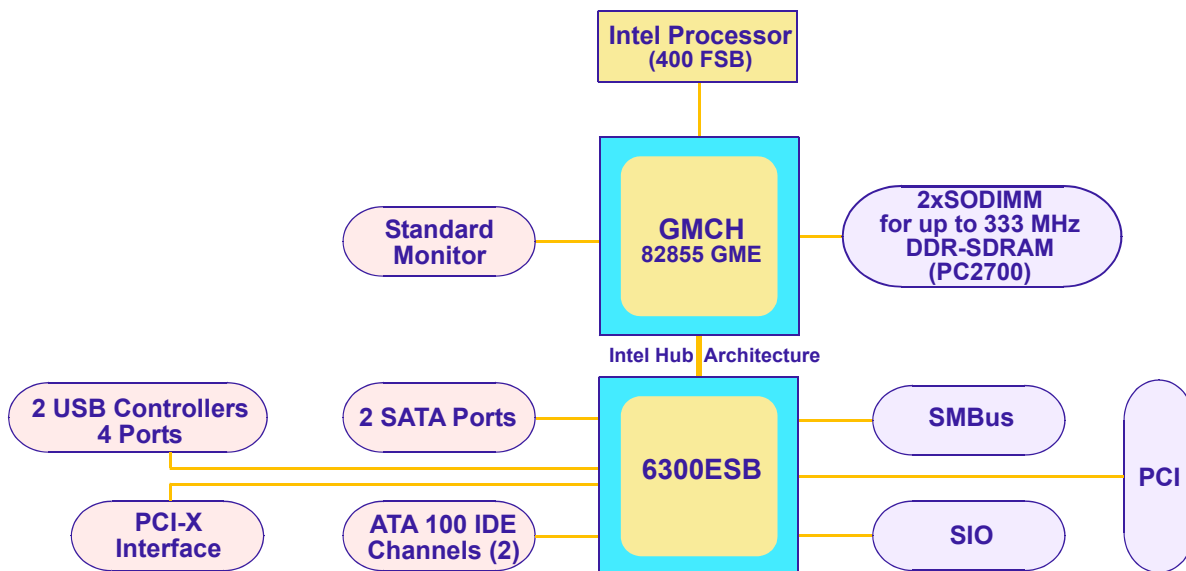 Intel Processor
(400 FSB)
GMCH
82855 GME
Standard
Monitor
2xSODIMM
for up to 333 MHz
DDR-SDRAM
(PC2700)
Intel Hub Architecture
2 USB Controllers
4 Ports
2 SATA Ports
6300ESB
SMBus
PCI
PCI-X
Interface
ATA 100 IDE
Channels (2)
SIO